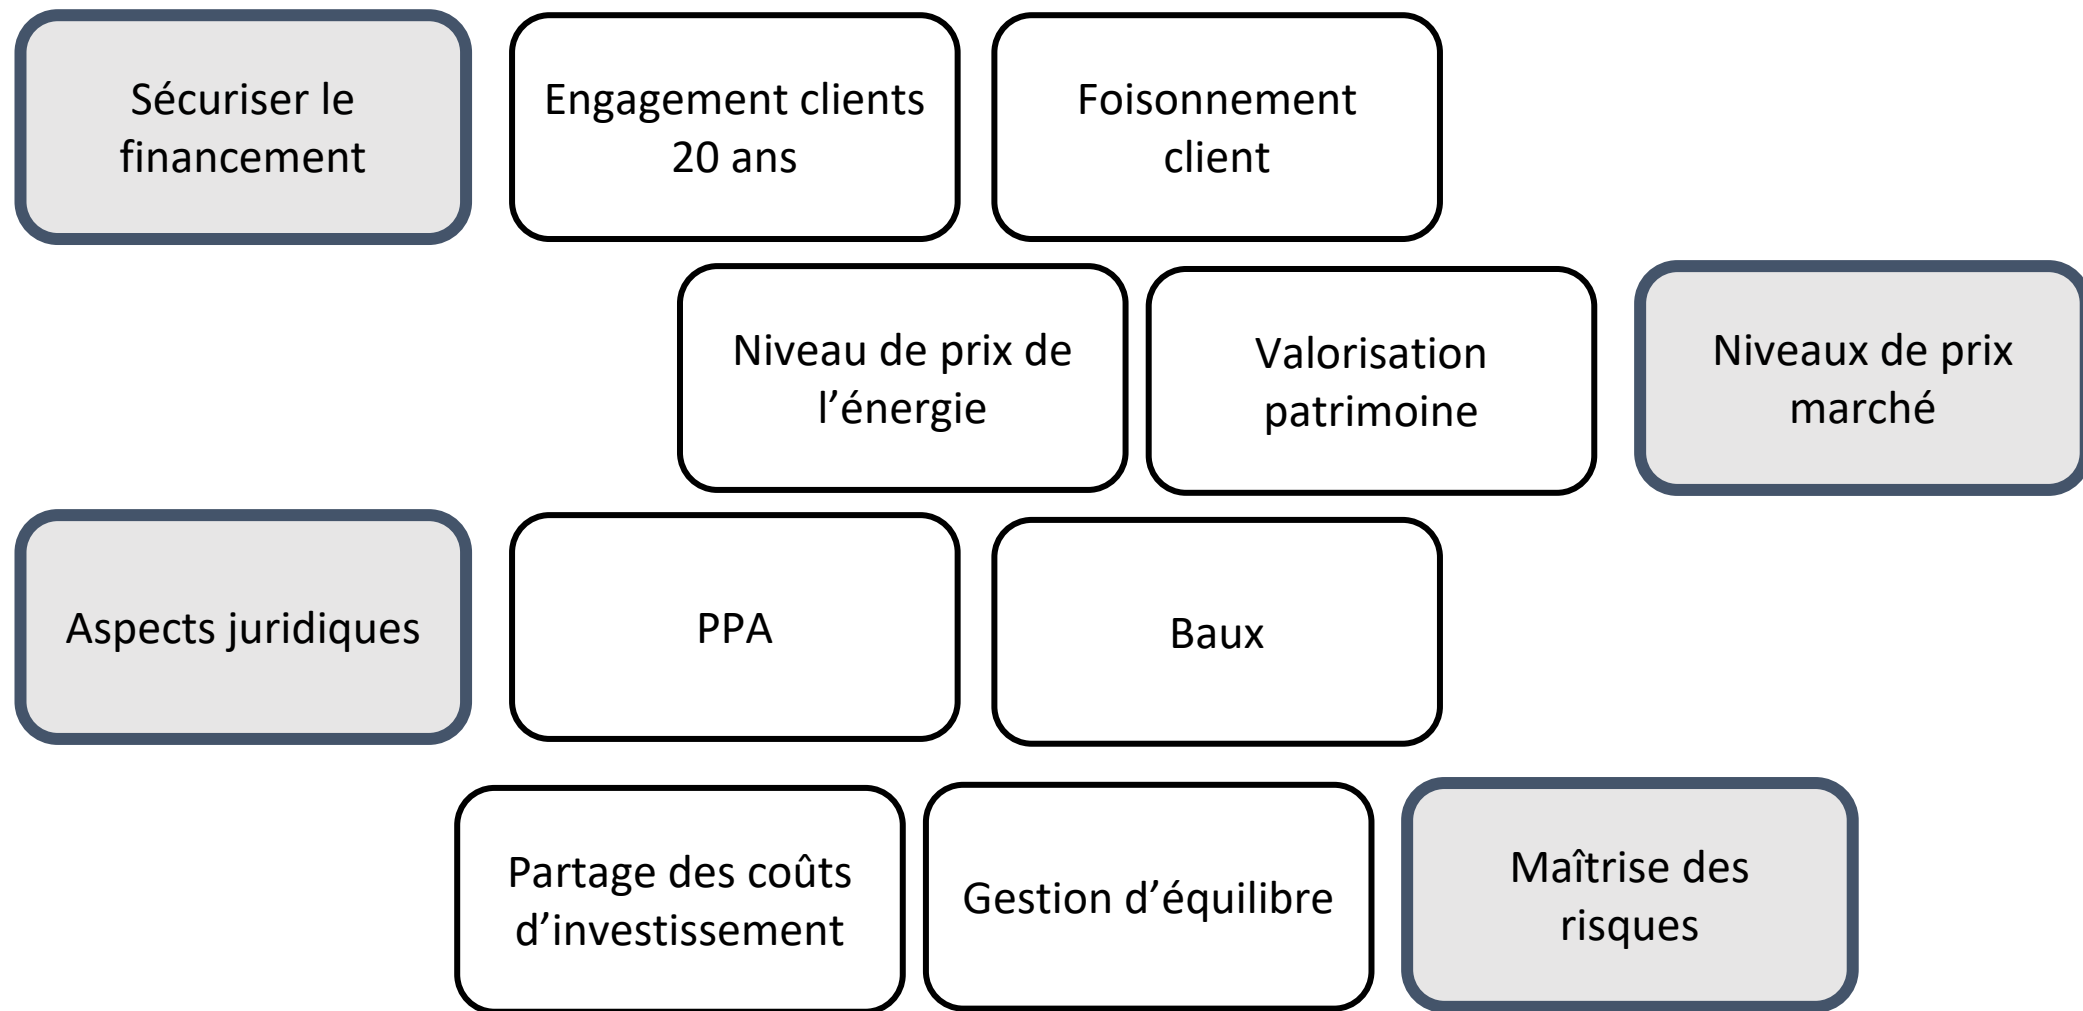 Sécuriser le
financement
Engagement clients
20 ans
Foisonnement
client
Niveau de prix de
l’énergie
Valorisation
patrimoine
Niveaux de prix
marché
Aspects juridiques
PPA
Baux
Partage des coûts
d’investissement
Gestion d’équilibre
Maîtrise des
risques